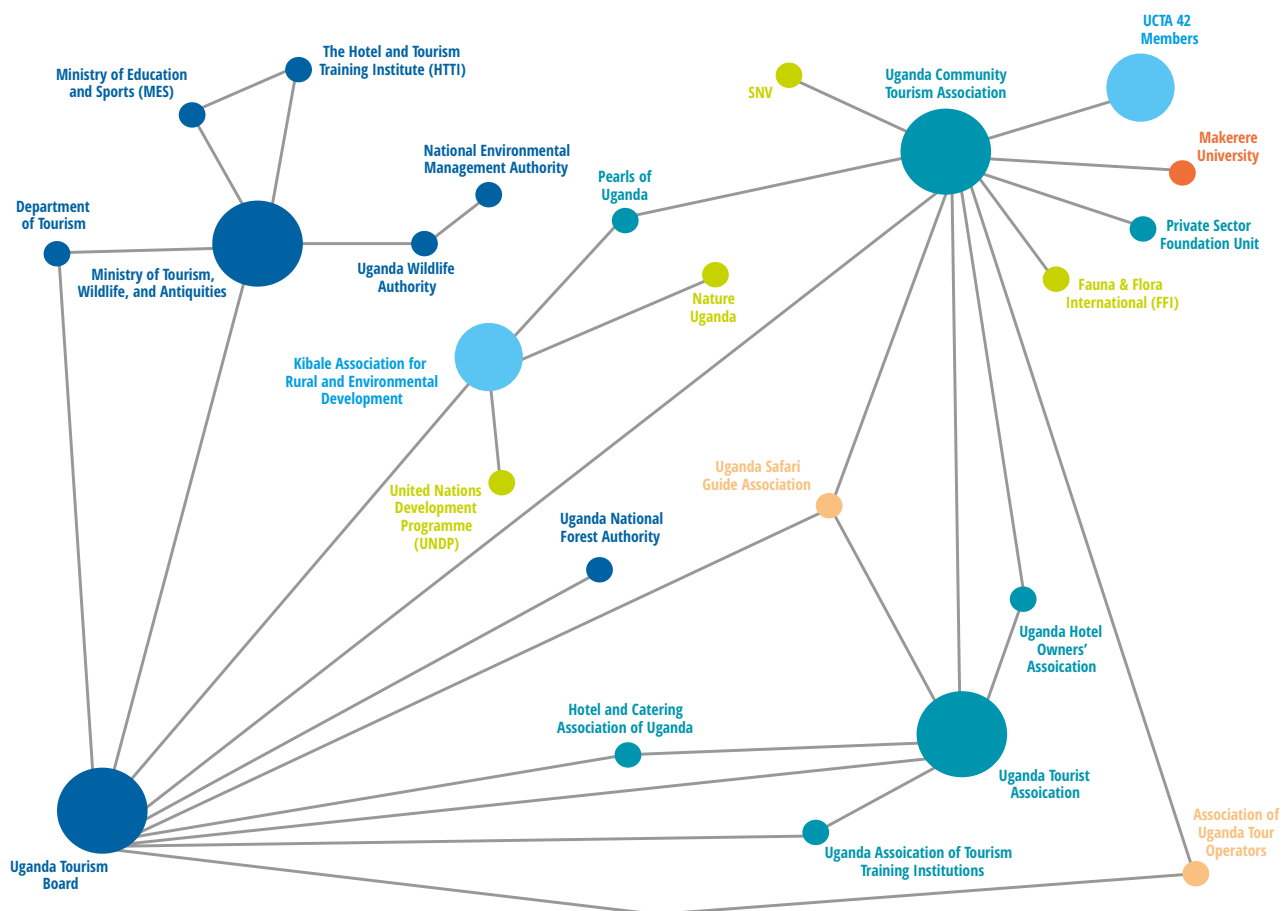 UCTA 42
Members
The Hotel and Tourism
Training Institute (HTTI)
Ministry of Education
and Sports (MES)
Uganda Community
Tourism Association
SNV
Makerere
University
National Environmental
Management Authority
Pearls of
Uganda
Department
of Tourism
Private Sector
Foundation Unit
Ministry of Tourism,
Wildlife, and Antiquities
Uganda Wildlife
Authority
Fauna & Flora
International (FFI)
Nature
Uganda
Kibale Association for
Rural and Environmental
Development
Uganda Safari
Guide Association
United Nations
Development
Programme
(UNDP)
Uganda National
Forest Authority
Uganda Hotel
Owners’
Assoication
Hotel and Catering
Association of Uganda
Uganda Tourist
Assoication
Association of
Uganda Tour
Operators
Uganda Assoication of Tourism
Training Institutions
Uganda Tourism
Board